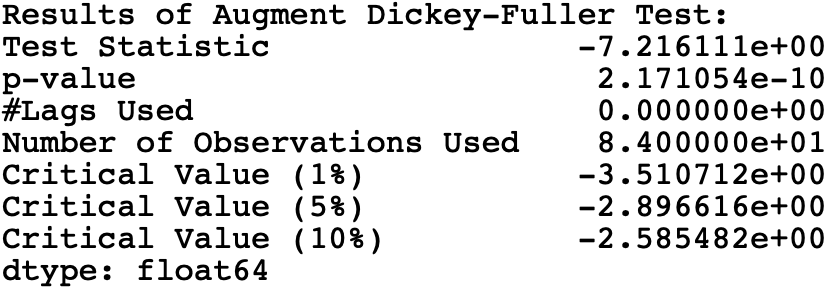 Results of Augment Dickey-Fuller Test:
Test Statistic -7.216111e+00
p-value 2.171054e-10
#Lags Used 0.000000e+00
Number of Observations Used 8.400000e+01
Critical Value (1%) -3.510712e+00
Critical Value (5%) -2.896616e+00
Critical Value (10%) -2.585482e+00
dtype: float64